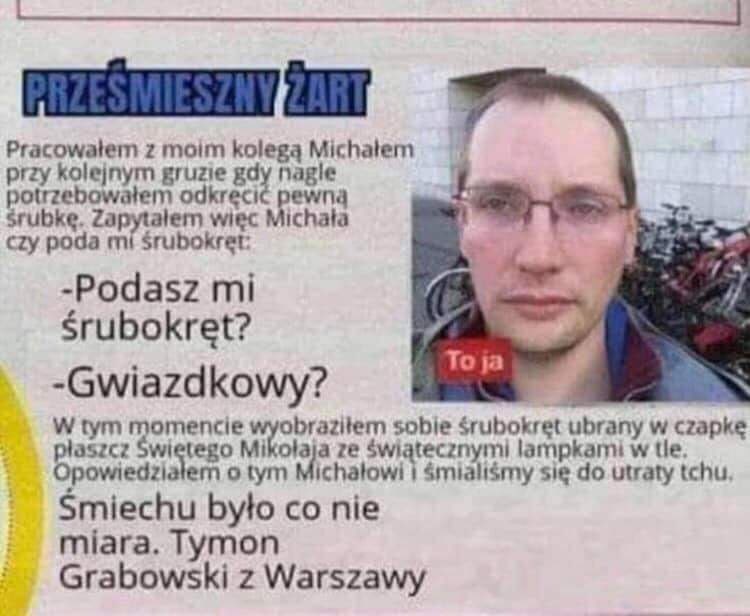 PRZEŚMIESZNY ŻART
Pracowałem z moim kolegą Michałem
przy kolejnym gruzie gdy nagle
potrzebowałem odkręcić pewną
śrubkę. Zapytałem więc Michała
czy poda mi śrubokręt:
-Podasz mi
śrubokręt?
-Gwiazdkowy?
To ja
W tym momencie wyobraziłem sobie śrubokręt ubrany w czapkę
płaszcz Świętego Mikołaja ze świątecznymi lampkami w tle.
Opowiedziałem o tym Michałowi i śmialiśmy się do utraty tchu.
Śmiechu było co nie
miara. Tymon
Grabowski z Warszawy